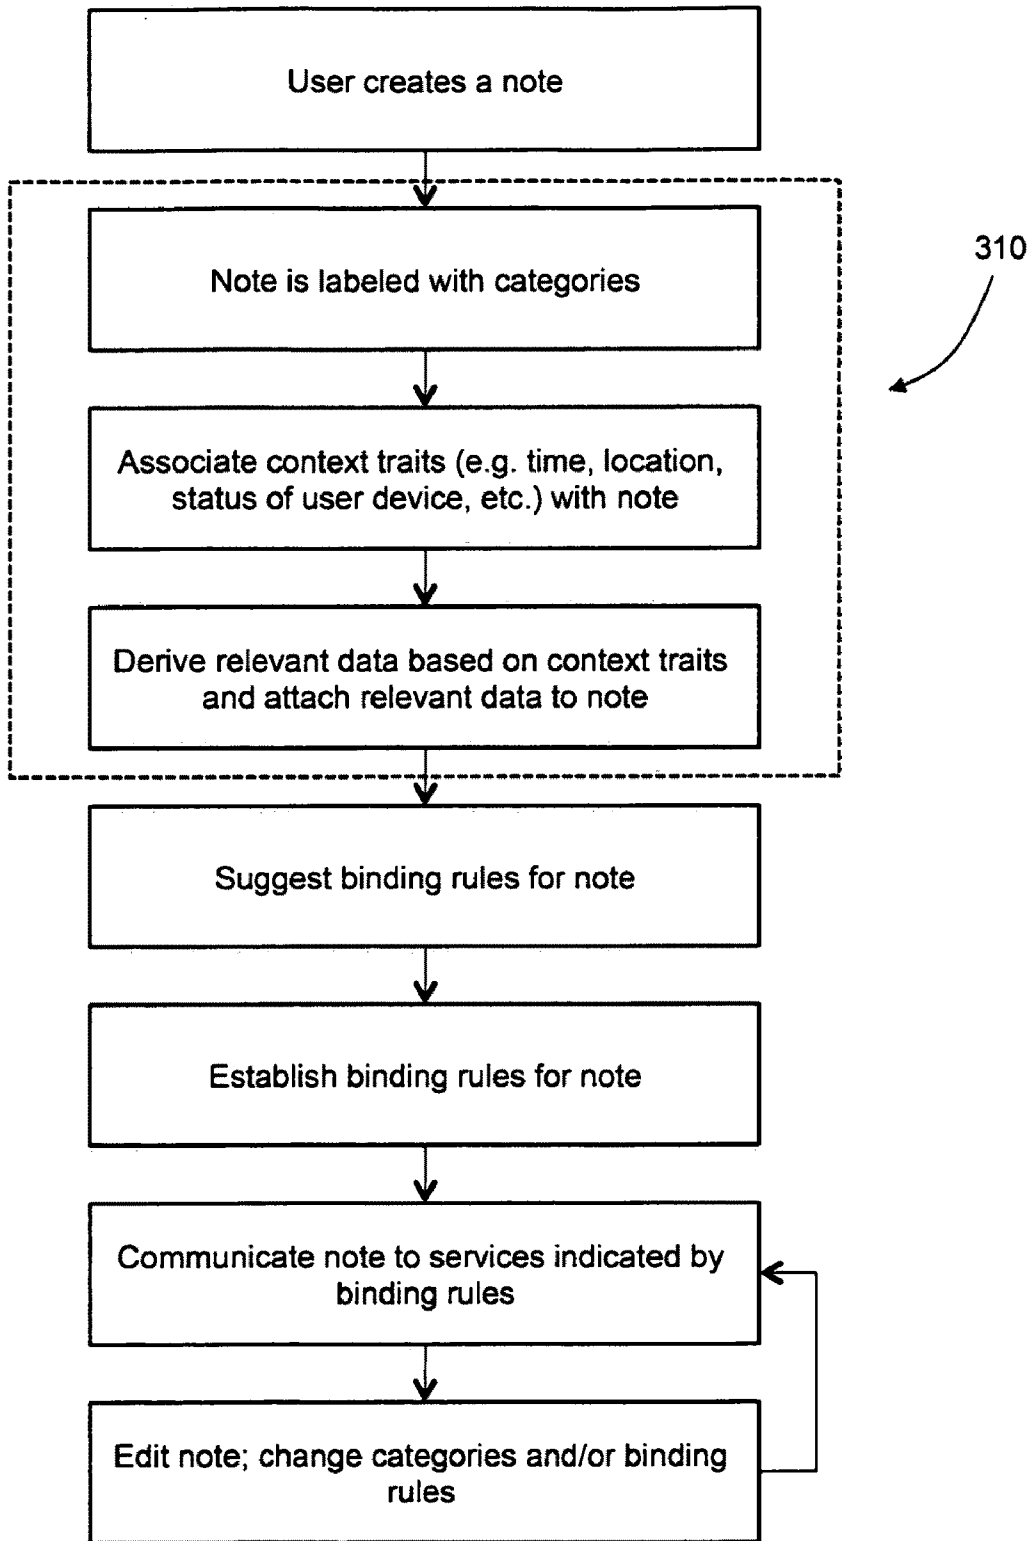 User creates a note
Note is labeled with categories
310
Associate context traits (e.g. time, location,
status of user device, etc.) with note
Derive relevant data based on context traits
and attach relevant data to note
Suggest binding rules for note
Establish binding rules for note
Communicate note to services indicated by
binding rules
Edit note; change categories and/or binding
rules